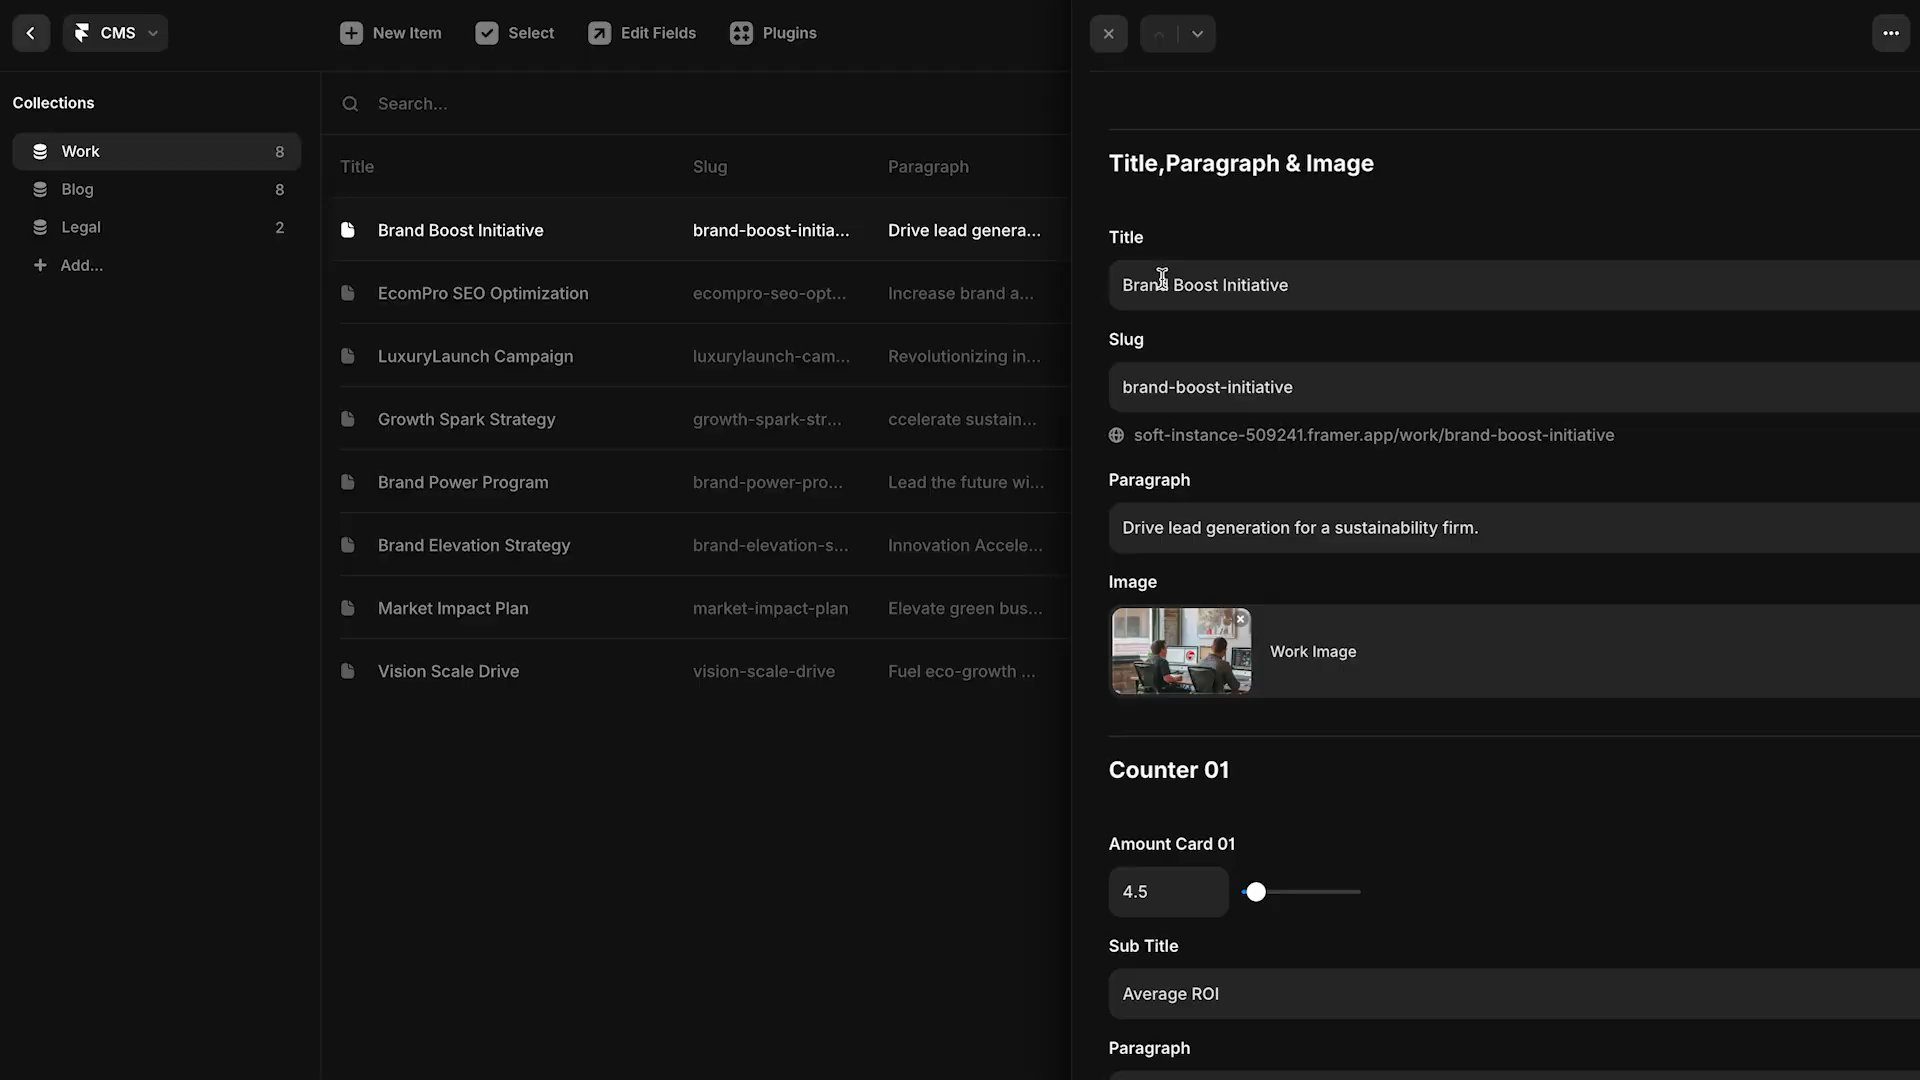 CMS
New Item
Select
Edit Fields
Plugins
Collections
Work 8
Blog 8
Legal 2
Add...
Search...
Title Slug Paragraph
Brand Boost Initiative brand-boost-initia... Drive lead genera...
EcomPro SEO Optimization ecompro-seo-opt... Increase brand a...
LuxuryLaunch Campaign luxurylaunch-cam... Revolutionizing in...
Growth Spark Strategy growth-spark-str... ccelerate sustain...
Brand Power Program brand-power-pro... Lead the future wi...
Brand Elevation Strategy brand-elevation-s... Innovation Accele...
Market Impact Plan market-impact-plan Elevate green bus...
Vision Scale Drive vision-scale-drive Fuel eco-growth ...
Title,Paragraph & Image
Title
Brand Boost Initiative
Slug
brand-boost-initiative
soft-instance-509241.framer.app/work/brand-boost-initiative
Paragraph
Drive lead generation for a sustainability firm.
Image
Work Image
Counter 01
Amount Card 01
4.5
Sub Title
Average ROI
Paragraph